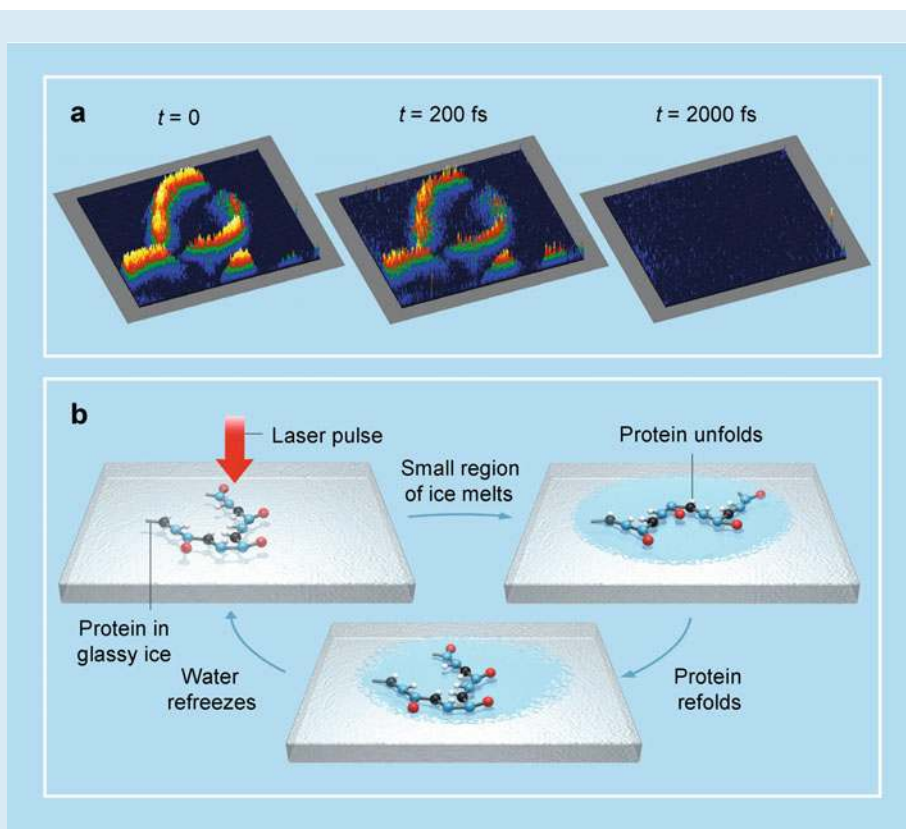 a
t = 0
t = 200 fs
t = 2000 fs
b
Laser pulse
Small region
of ice melts
Protein unfolds
Protein in
glassy ice
Water
refreezes
Protein
refolds